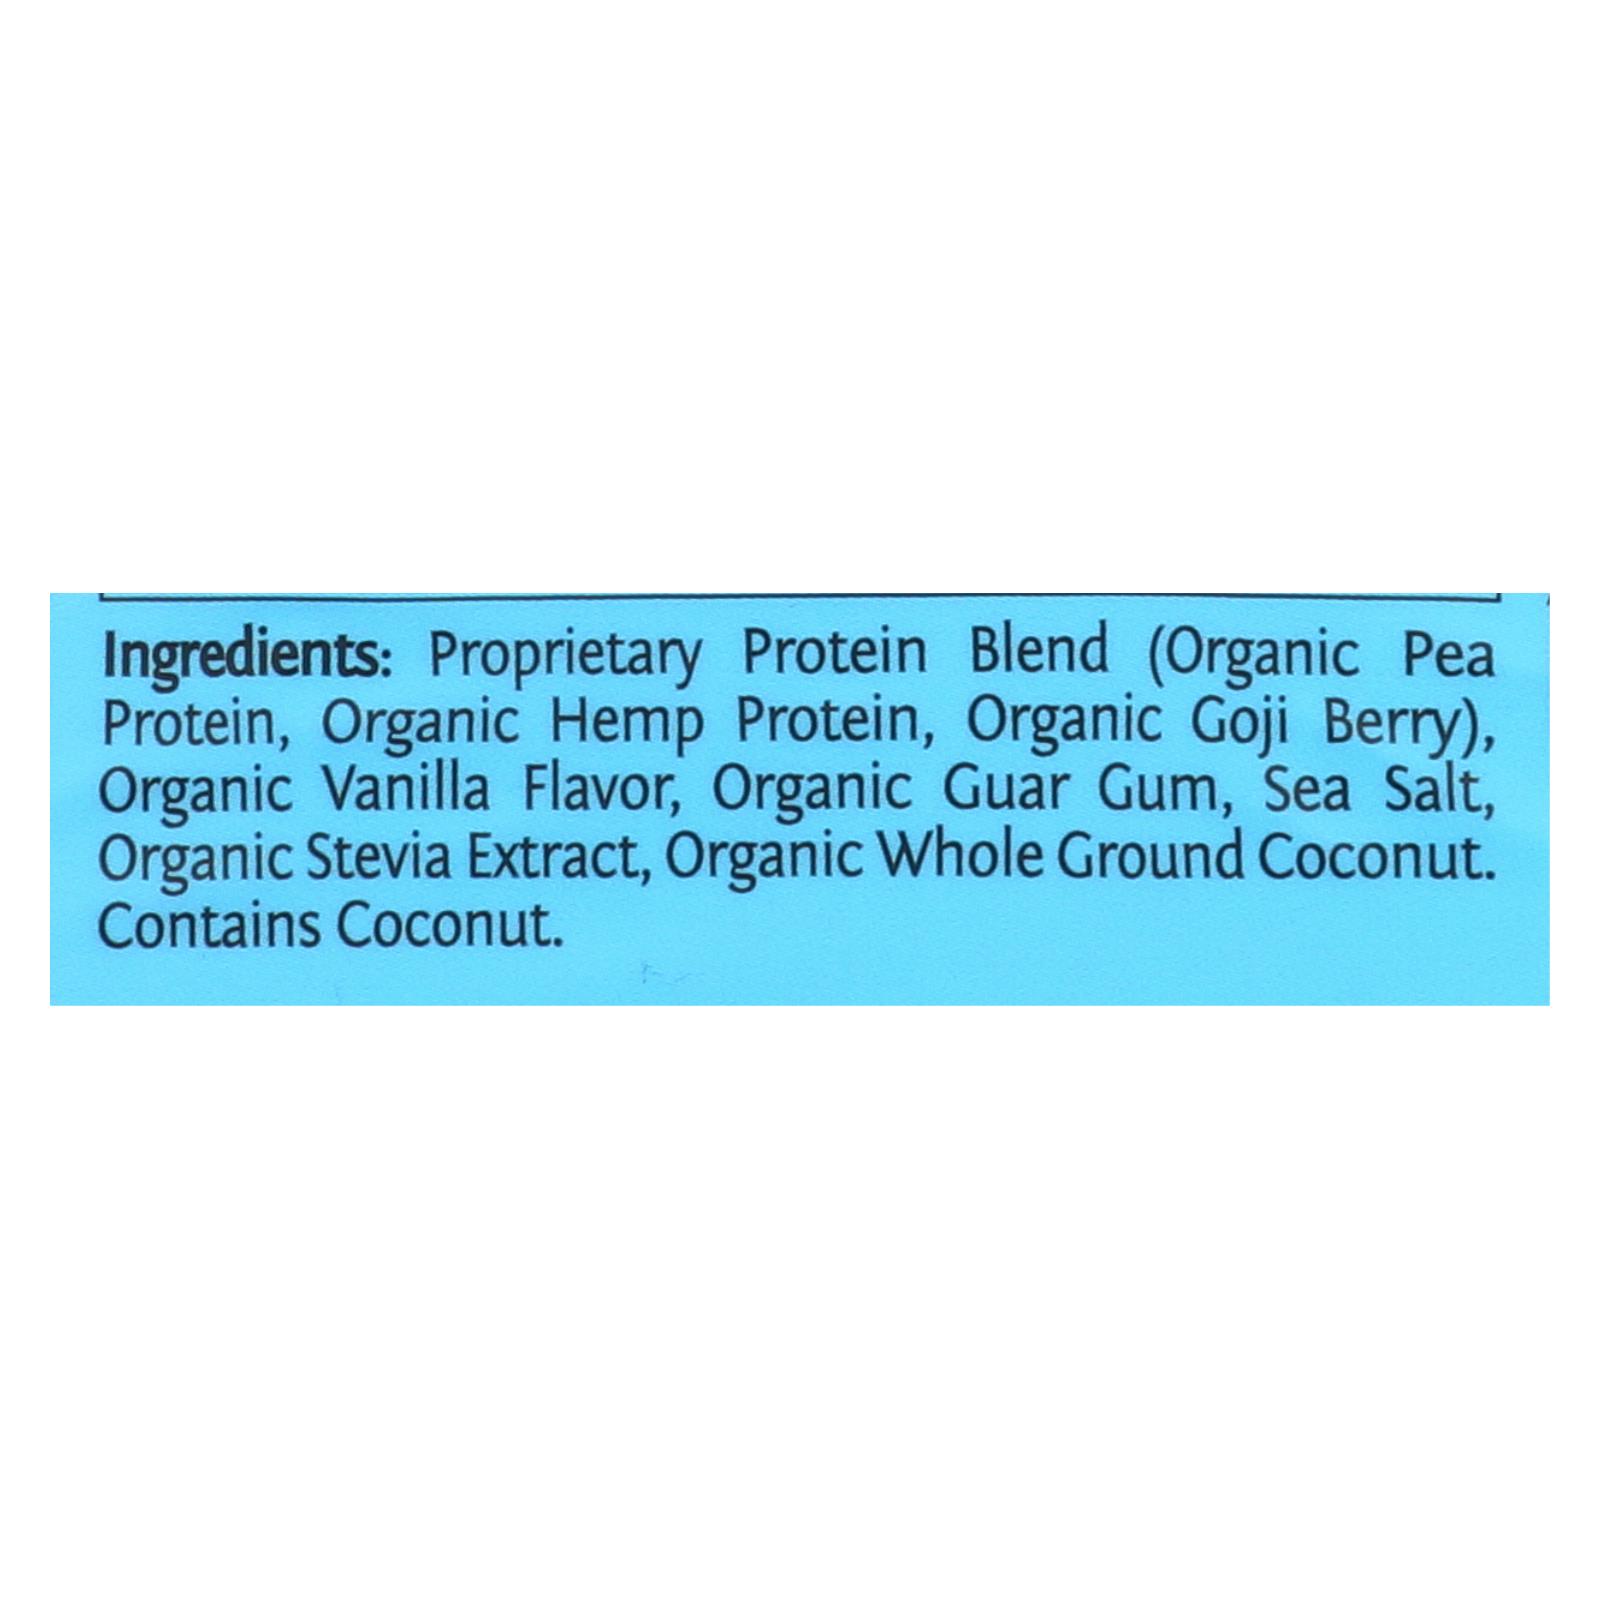 Ingredients: Proprietary Protein Blend (Organic Pea
Protein, Organic Hemp Protein, Organic Goji Berry),
Organic Vanilla Flavor, Organic Guar Gum, Sea Salt,
Organic Stevia Extract, Organic Whole Ground Coconut.
Contains Coconut.